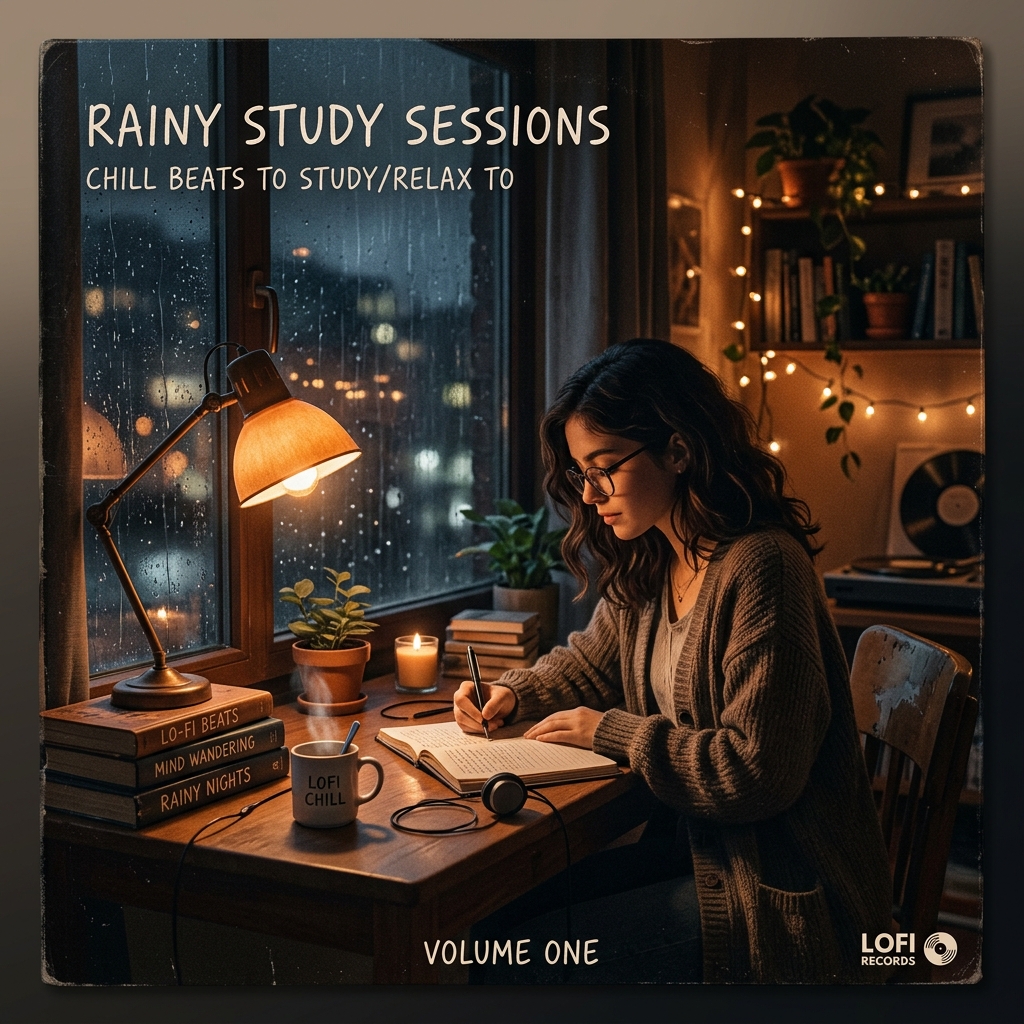 RAINY STUDY SESSIONS
CHILL BEATS TO STUDY/RELAX TO
LO-FI BEATS
MIND WANDERING
RAINY NIGHTS
LOFI
CHILL
VOLUME ONE
LOFI
RECORDS